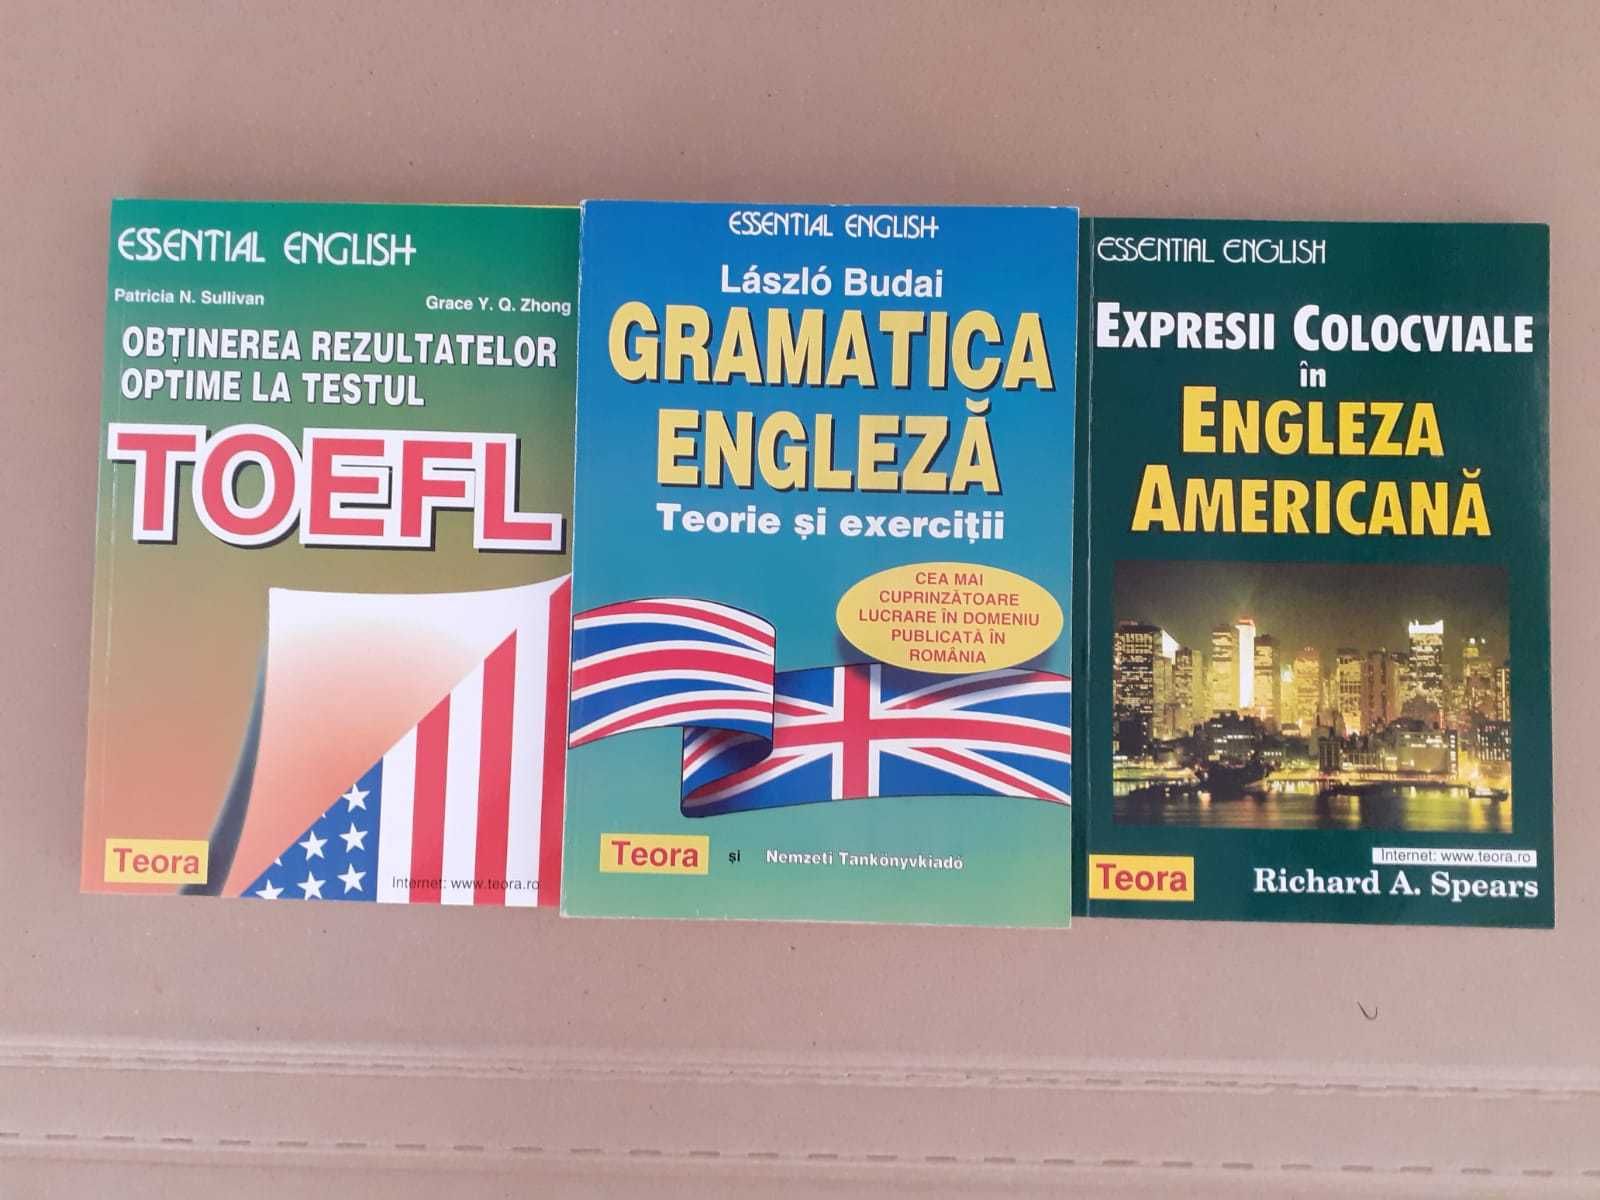 ESSENTIAL ENGLISH
Patricia N. Sullivan
Grace Y. Q. Zhong
OBȚINEREA REZULTATELOR
OPTIME LA TESTUL
TOEFL
Teora
Internet: www.teora.ro
ESSENTIAL ENGLISH
László Budai
GRAMATICA
ENGLEZĂ
Teorie și exerciții
CEA MAI
CUPRINZĂTOARE
LUCRARE ÎN DOMENIU
PUBLICATĂ ÎN
ROMÂNIA
Teora și Nemzeti Tankönyvkiadó
ESSENTIAL ENGLISH
EXPRESII COLOCVIALE
în
ENGLEZA
AMERICANĂ
Internet: www.teora.ro
Teora
Richard A. Spears